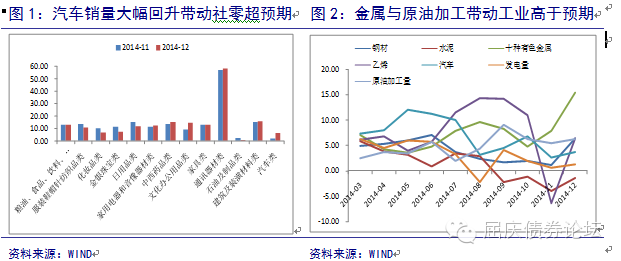 图 1：汽车销量大幅回升带动社零超预期
图 2：金属与原油加工带动工业高于预期
2014-11 2014-12
60.00
50.00
40.00
30.00
20.00
10.00
0.00
粮油、食品、饮料、..
服装鞋帽针纺织品类
化妆品类
金银珠宝类
日用品类
家用电器和音像器材类
中西药品类
文化办公用品类
家具类
通讯器材类
石油及制品类
建筑及装潢材料类
汽车类
钢材 水泥 十种有色金属
乙烯 汽车 发电量
原油加工量
20.00
15.00
10.00
5.00
0.00
-5.00
-10.00
2014-03
2014-04
2014-05
2014-06
2014-07
2014-08
2014-09
2014-10
2014-11
2014-12
资料来源：WIND
资料来源：WIND
屈庆债券论坛